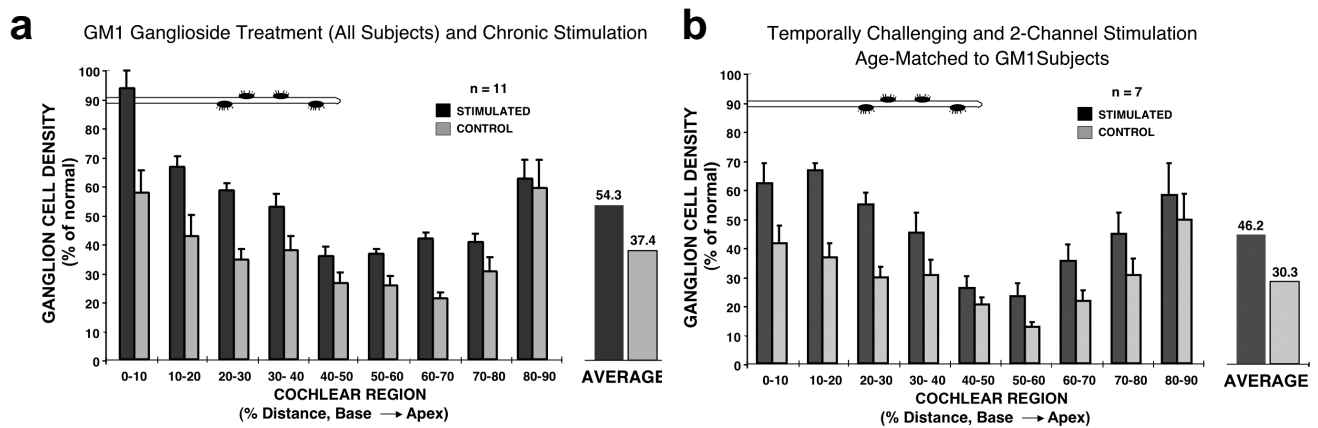 a
GM1 Ganglioside Treatment (All Subjects) and Chronic Stimulation
GANGLION CELL DENSITY
(% of normal)
100
90
80
70
60
50
40
30
20
10
0
n = 11
STIMULATED
CONTROL
54.3
37.4
0-10 10-20 20-30 30- 40 40-50 50-60 60-70 70-80 80-90
AVERAGE
COCHLEAR REGION
(% Distance, Base → Apex)
b
Temporally Challenging and 2-Channel Stimulation
Age-Matched to GM1Subjects
GANGLION CELL DENSITY
(% of normal)
100
90
80
70
60
50
40
30
20
10
0
n = 7
STIMULATED
CONTROL
46.2
30.3
0-10 10-20 20-30 30- 40 40-50 50-60 60-70 70-80 80-90
AVERAGE
COCHLEAR REGION
(% Distance, Base → Apex)